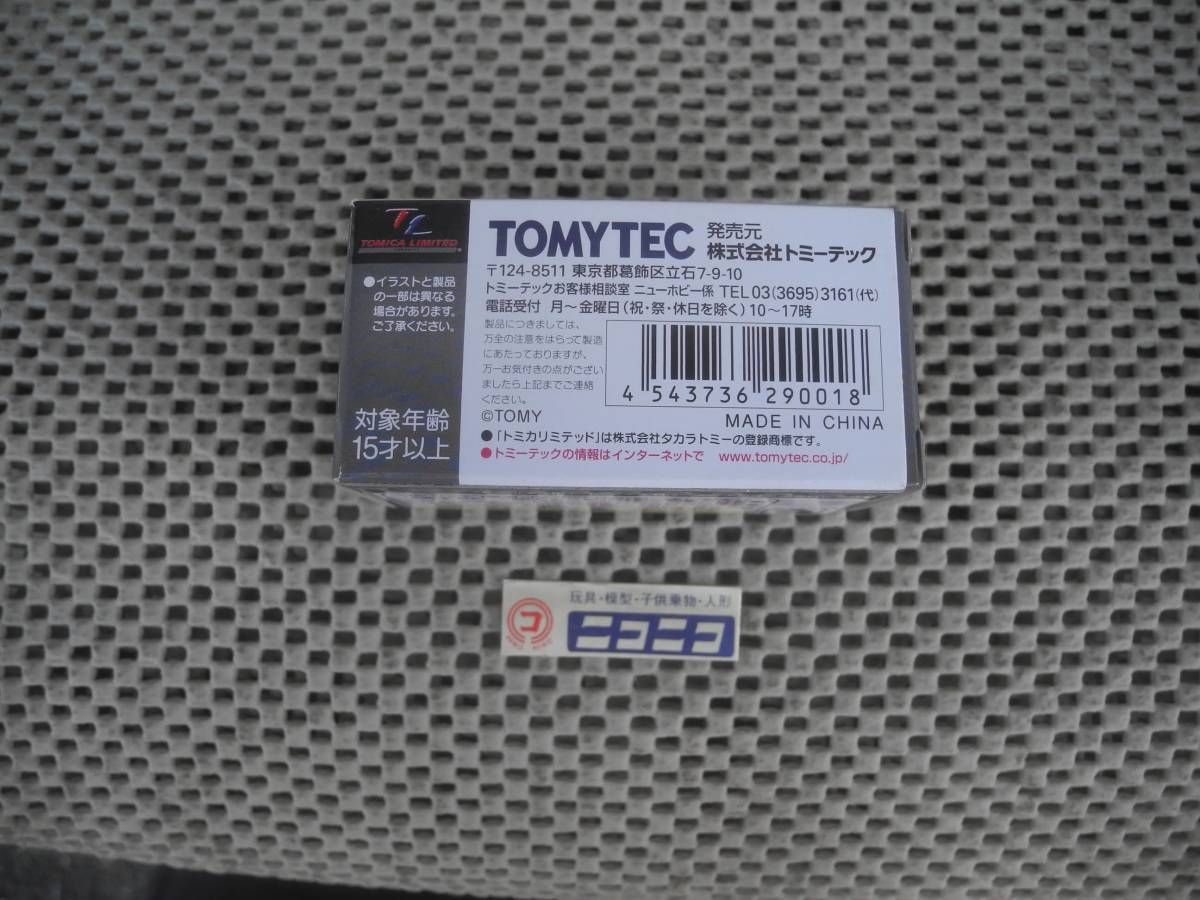 TL
TOMICA LIMITED
●イラストと製品
の一部は異なる
場合があります。
ご了承ください。
対象年齢
15才以上
TOMYTEC
発売元
株式会社トミーテック
〒124-8511 東京都葛飾区立石7-9-10
トミーテックお客様相談室 ニューホビー係 TEL 03(3695)3161(代)
電話受付 月～金曜日(祝・祭・休日を除く)10～17時
製品につきましては、
万全の注意をはらって製造
にあたっておりますが、
万一お気付きの点がござい
ましたら上記までご連絡
ください。
4 543736 290018
©TOMY
MADE IN CHINA
●「トミカリミテッド」は株式会社タカラトミーの登録商標です。
●トミーテックの情報はインターネットで www.tomytec.co.jp/
玩具・模型・子供乗物・人形
コ
ニコニコ